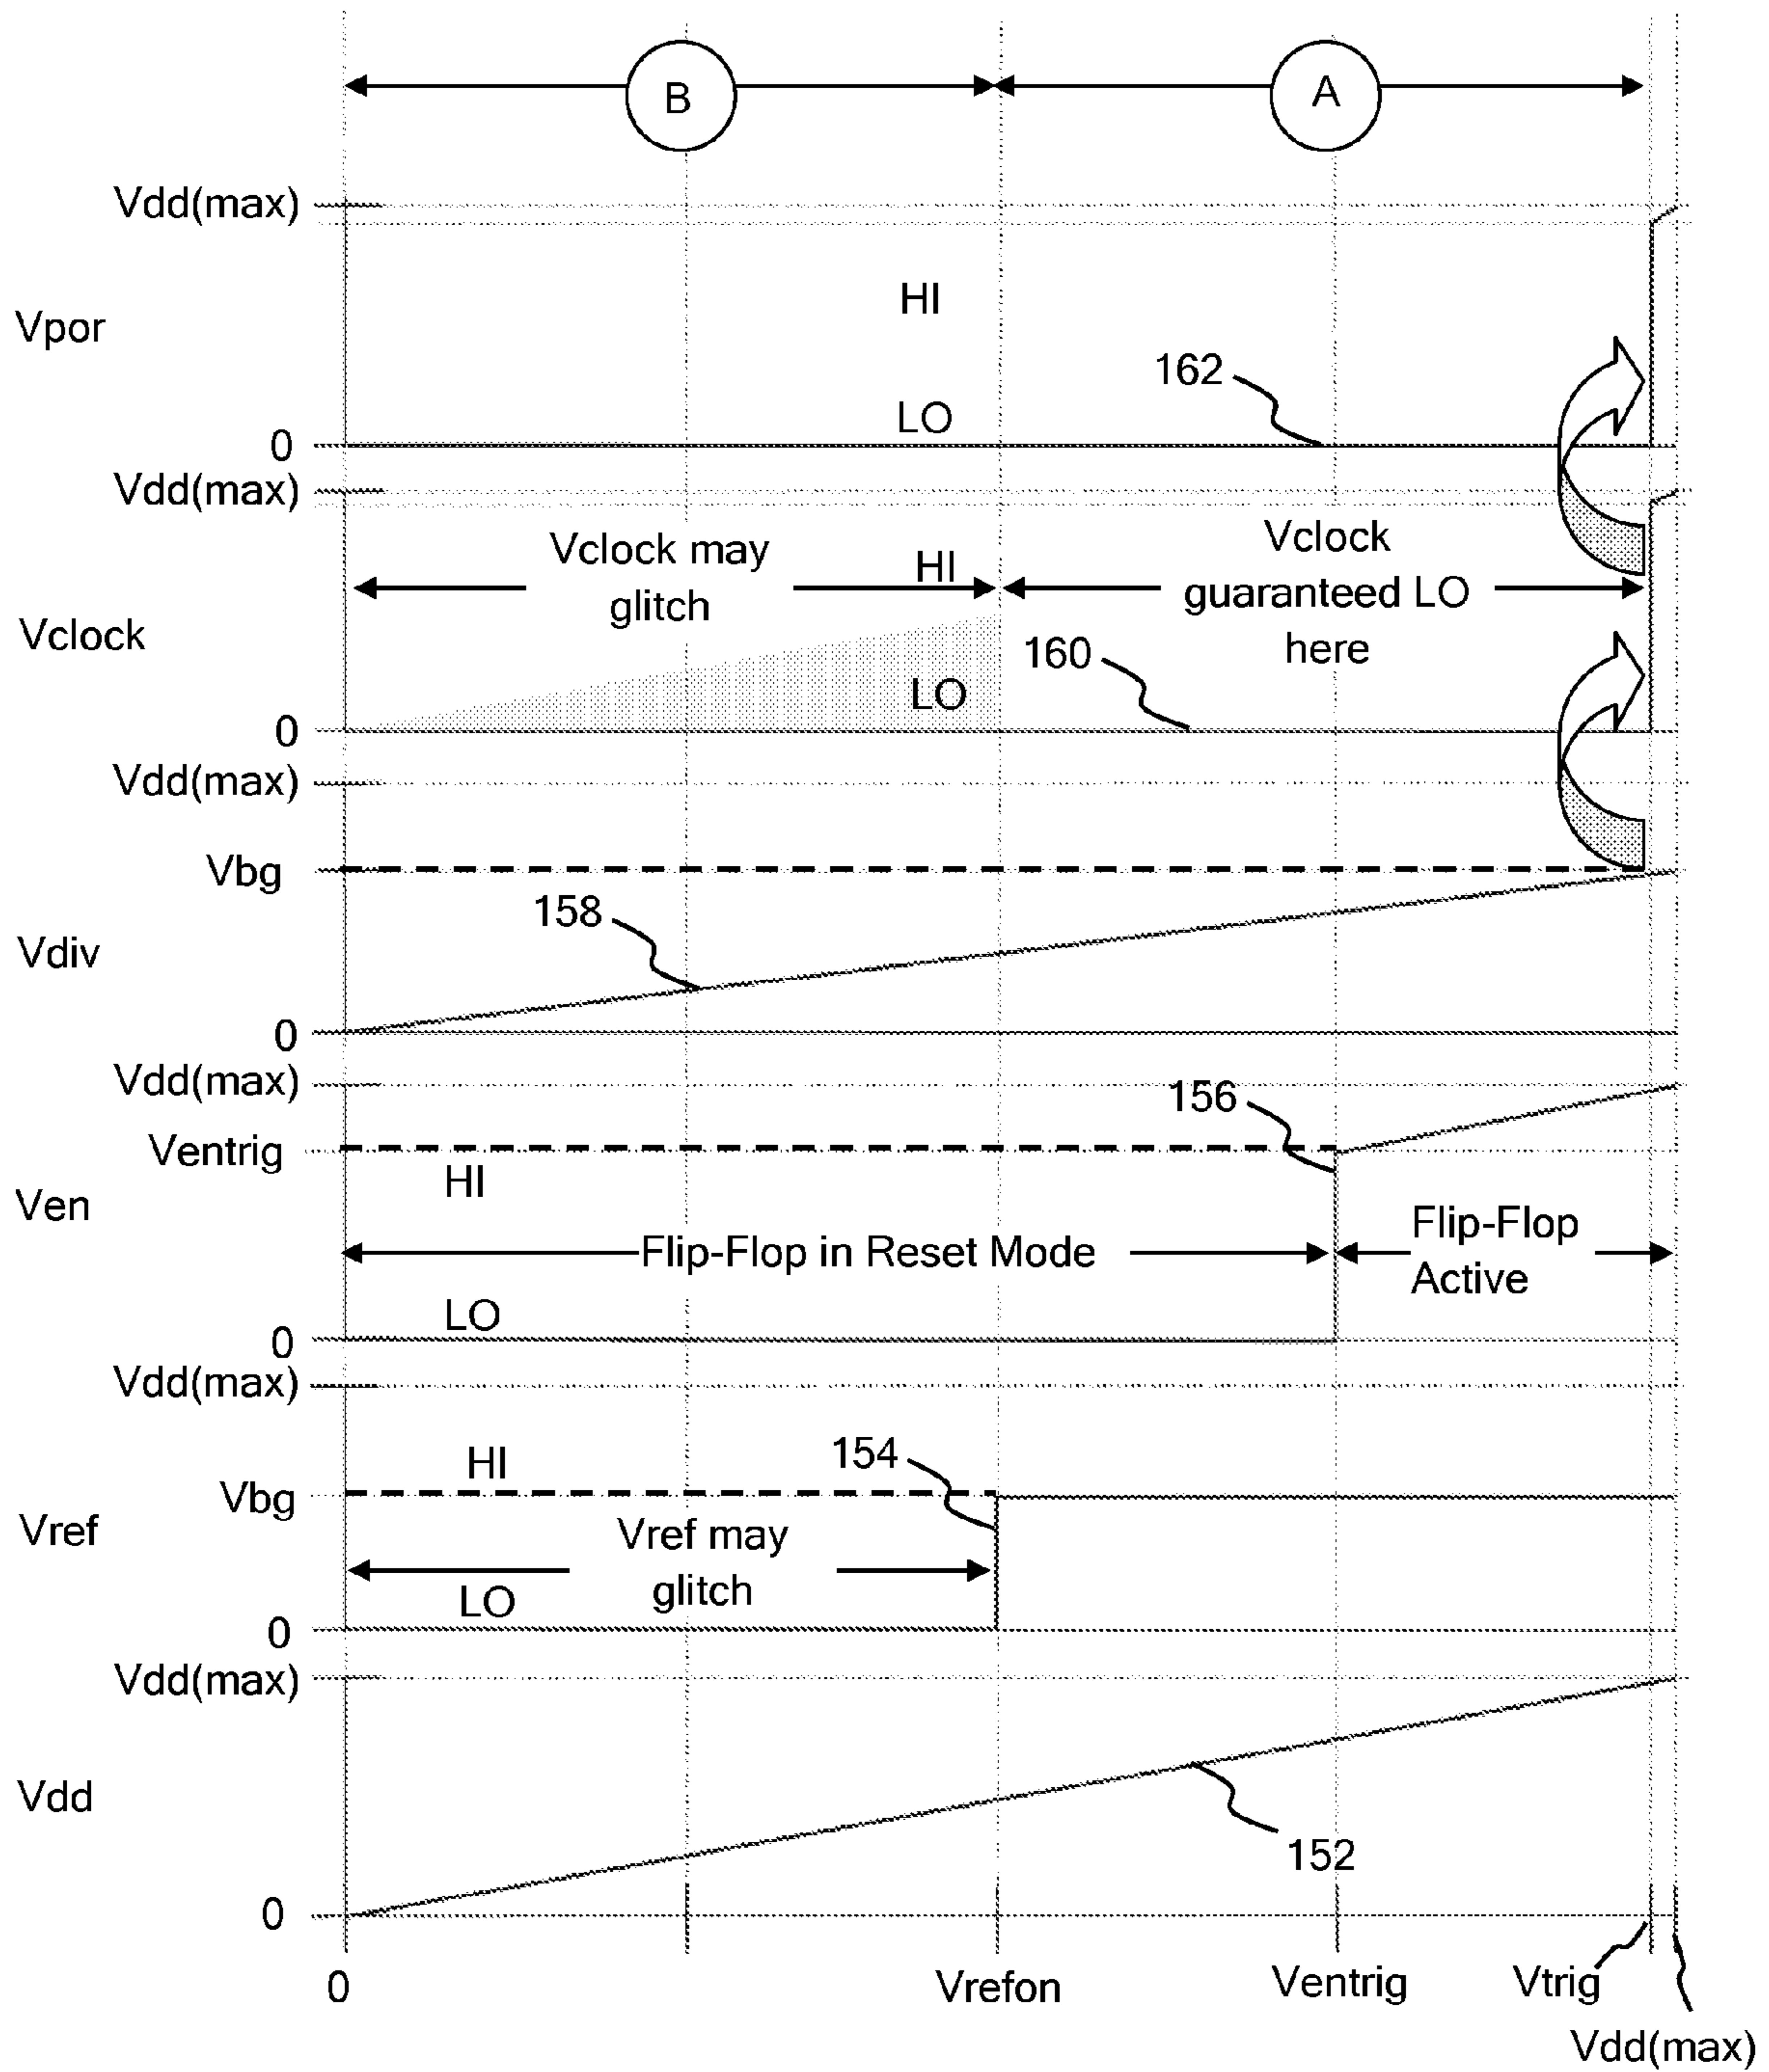 B
A
Vdd(max)
HI
Vpor
162
LO
0
Vdd(max)
Vclock may
glitch
HI
Vclock
guaranteed LO
here
Vclock
160
LO
0
Vdd(max)
Vbg
158
Vdiv
0
Vdd(max)
156
Ventrig
HI
Ven
Flip-Flop in Reset Mode
Flip-Flop
Active
LO
0
Vdd(max)
154
HI
Vbg
Vref
Vref may
glitch
LO
0
Vdd(max)
Vdd
152
0
0
Vrefon
Ventrig
Vtrig
Vdd(max)